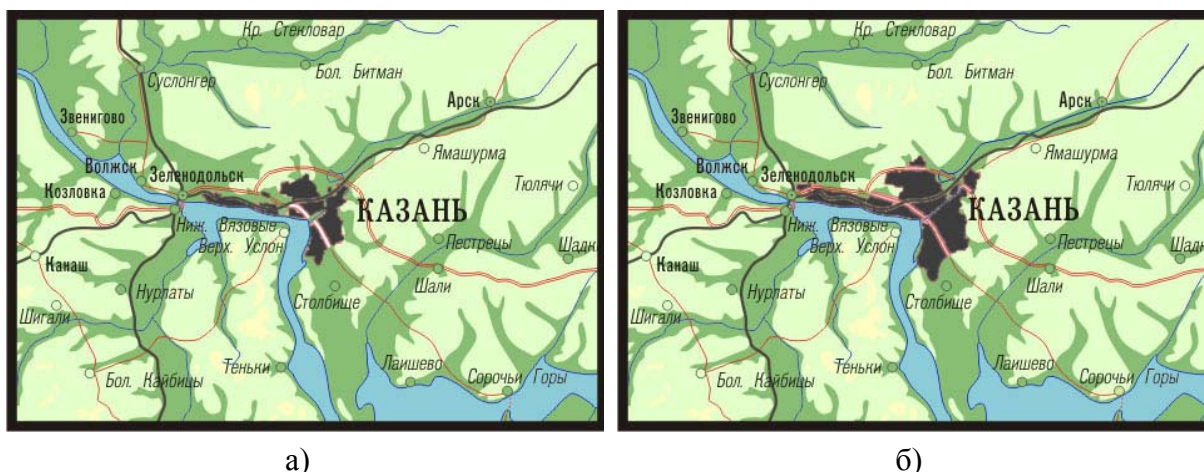 Кр. Стекловар
Суслонгер
Бол. Битман
Арск
Звенигово
Ямашурма
Волжск
Зеленодольск
Тюлячи
Козловка
КАЗАНЬ
Ниж. Вязовые
Верх. Услон
Пестрецы
Шадк
Канаш
Нурлаты
Столбище
Шали
Шигали
Теньки
Лаишево
Бол. Кайбицы
Сорочьи Горы
а)
Кр. Стекловар
Суслонгер
Бол. Битман
Арск
Звенигово
Ямашурма
Волжск
Зеленодольск
Тюлячи
Козловка
КАЗАНЬ
Ниж. Вязовые
Верх. Услон
Пестрецы
Шадк
Канаш
Нурлаты
Столбище
Шали
Шигали
Теньки
Лаишево
Бол. Кайбицы
Сорочьи Горы
б)